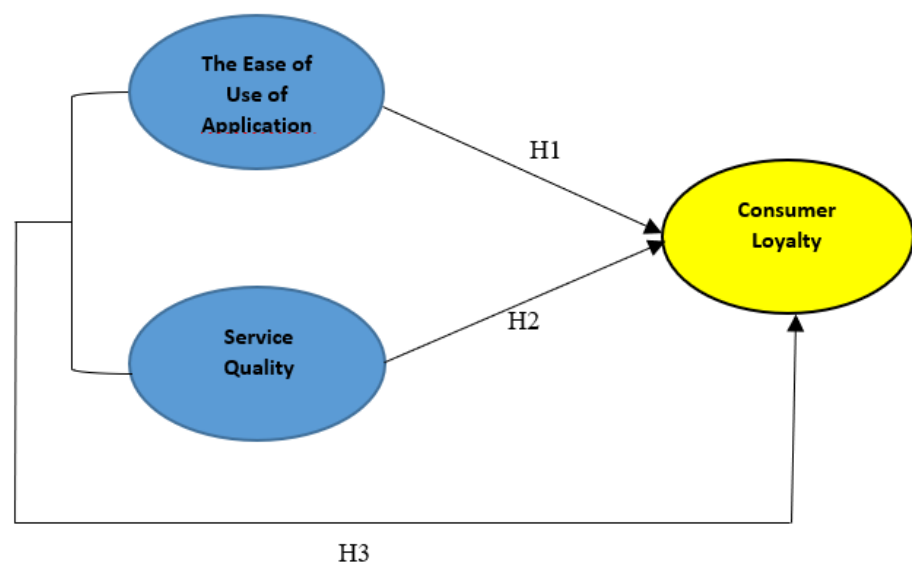 The Ease of
Use of
Application
H1
Consumer
Loyalty
Service
Quality
H2
H3